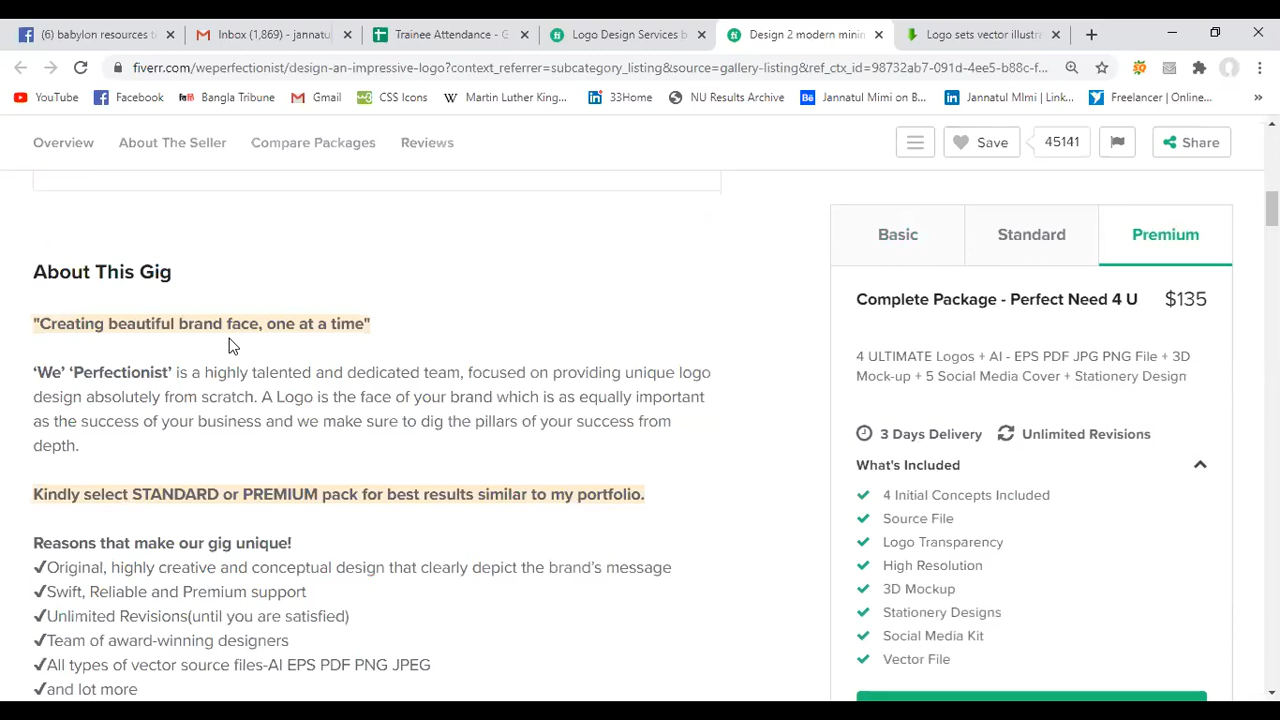 (6) babylon resources t
Inbox (1,869) - jannatu
Trainee Attendance - G
Logo Design Services b
Design 2 modern mini
Logo sets vector illustr
fiverr.com/weperfectionist/design-an-impressive-logo?context_referrer=subcategory_listing&source=gallery-listing&ref_ctx_id=98732ab7-091d-4ee5-b88c-f...
YouTube
Facebook
Bangla Tribune
Gmail
CSS Icons
Martin Luther King...
33Home
NU Results Archive
Jannatul Mimi on B...
Jannatul MImi | Link...
Freelancer | Online...
»
Overview
About The Seller
Compare Packages
Reviews
Save
45141
Share
Basic
Standard
Premium
About This Gig
"Creating beautiful brand face, one at a time"
‘We’ ‘Perfectionist’ is a highly talented and dedicated team, focused on providing unique logo
design absolutely from scratch. A Logo is the face of your brand which is as equally important
as the success of your business and we make sure to dig the pillars of your success from
depth.
Kindly select STANDARD or PREMIUM pack for best results similar to my portfolio.
Reasons that make our gig unique!
✔Original, highly creative and conceptual design that clearly depict the brand’s message
✔Swift, Reliable and Premium support
✔Unlimited Revisions(until you are satisfied)
✔Team of award-winning designers
✔All types of vector source files-AI EPS PDF PNG JPEG
✔and lot more
Complete Package - Perfect Need 4 U $135
4 ULTIMATE Logos + AI - EPS PDF JPG PNG File + 3D
Mock-up + 5 Social Media Cover + Stationery Design
3 Days Delivery Unlimited Revisions
What's Included
4 Initial Concepts Included
Source File
Logo Transparency
High Resolution
3D Mockup
Stationery Designs
Social Media Kit
Vector File